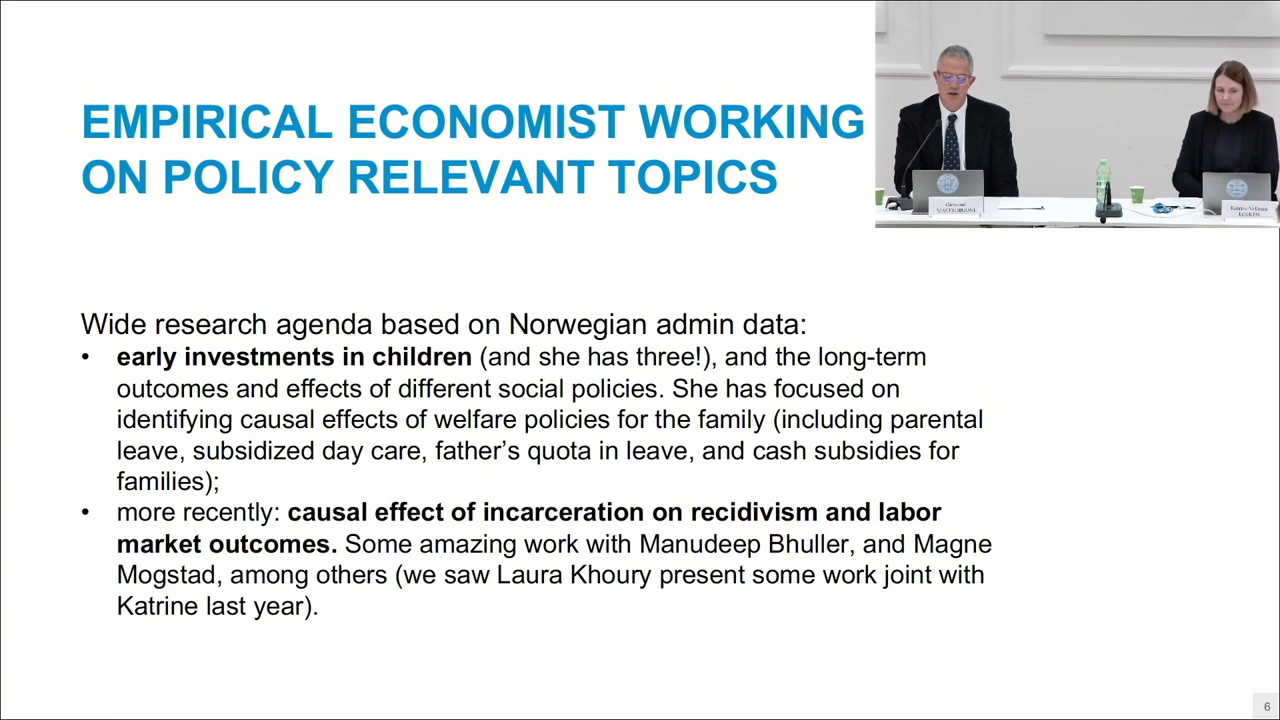 EMPIRICAL ECONOMIST WORKING
ON POLICY RELEVANT TOPICS
Wide research agenda based on Norwegian admin data:
• early investments in children (and she has three!), and the long-term
outcomes and effects of different social policies. She has focused on
identifying causal effects of welfare policies for the family (including parental
leave, subsidized day care, father’s quota in leave, and cash subsidies for
families);
• more recently: causal effect of incarceration on recidivism and labor
market outcomes. Some amazing work with Manudeep Bhuller, and Magne
Mogstad, among others (we saw Laura Khoury present some work joint with
Katrine last year).
6